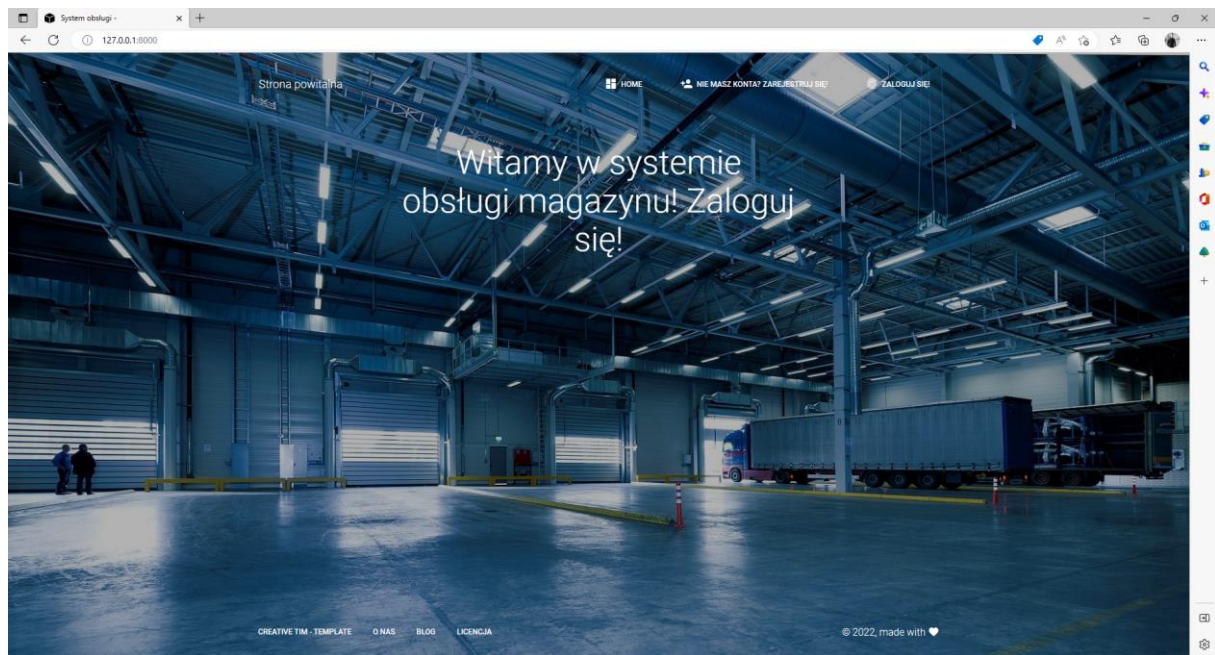 System obsługi -
127.0.0.1:8000
Strona powitalna
HOME
NIE MASZ KONTA? ZAREJESTRUJ SIĘ!
ZALOGUJ SIĘ!
Witamy w systemie
obsługi magazynu! Zaloguj
się!
CREATIVE TIM - TEMPLATE
O NAS
BLOG
LICENCJA
© 2022, made with